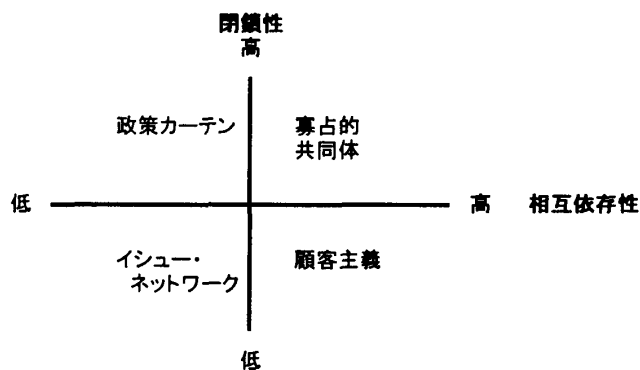 閉鎖性
高
政策カーテン
寡占的
共同体
低
高 相互依存性
イシュー・
ネットワーク
顧客主義
低